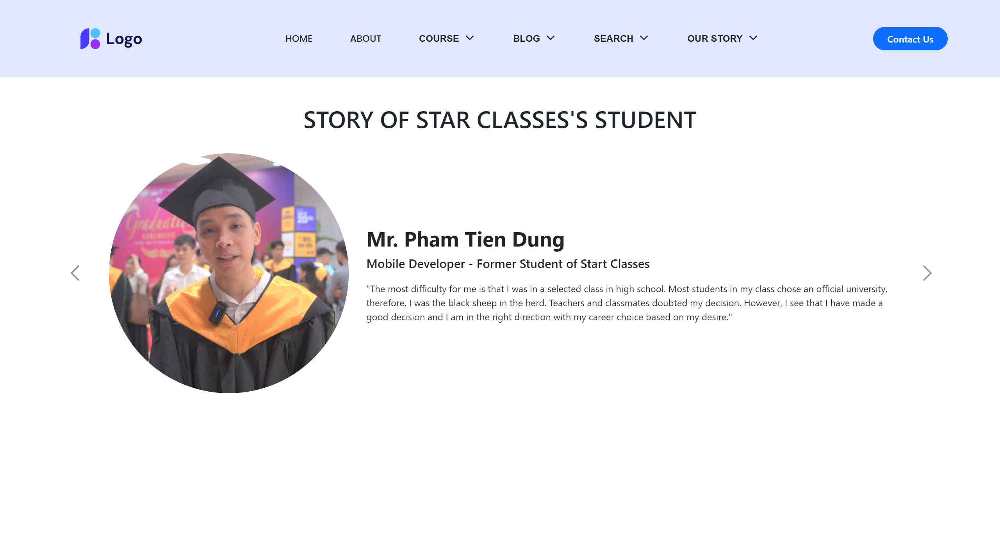 Logo
HOME ABOUT COURSE BLOG SEARCH OUR STORY Contact Us
STORY OF STAR CLASSES'S STUDENT
Graduati
CEREMONY
20
Mr. Pham Tien Dung
Mobile Developer - Former Student of Start Classes
"The most difficulty for me is that I was in a selected class in high school. Most students in my class chose an official university,
therefore, I was the black sheep in the herd. Teachers and classmates doubted my decision. However, I see that I have made a
good decision and I am in the right direction with my career choice based on my desire."